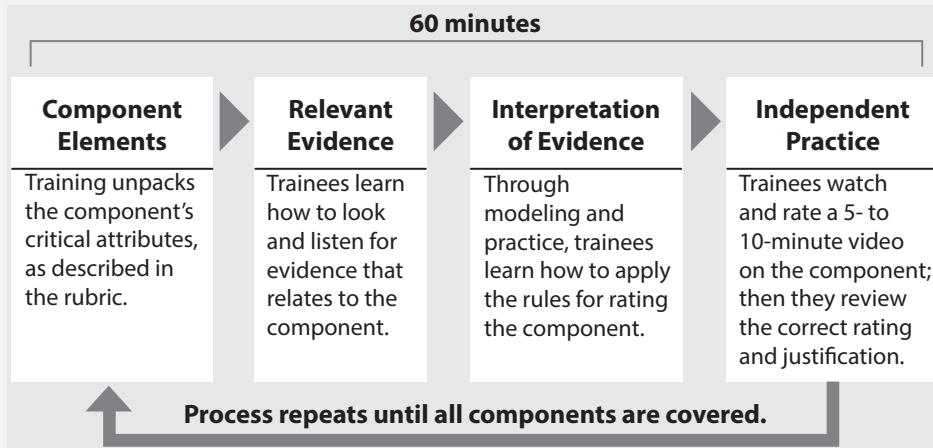 60 minutes
Component
Elements
Training unpacks
the component’s
critical attributes,
as described in
the rubric.
Relevant
Evidence
Trainees learn
how to look
and listen for
evidence that
relates to the
component.
Interpretation
of Evidence
Through
modeling and
practice, trainees
learn how to apply
the rules for rating
the component.
Independent
Practice
Trainees watch
and rate a 5- to
10-minute video
on the component;
then they review
the correct rating
and justification.
Process repeats until all components are covered.